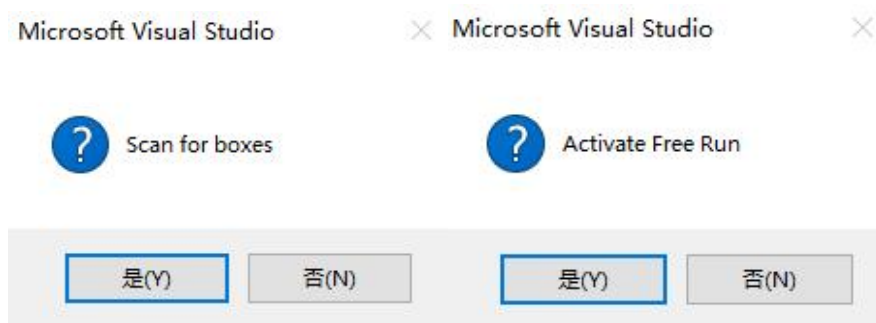 Microsoft Visual Studio
Scan for boxes
是(Y)
否(N)
Microsoft Visual Studio
Activate Free Run
是(Y)
否(N)